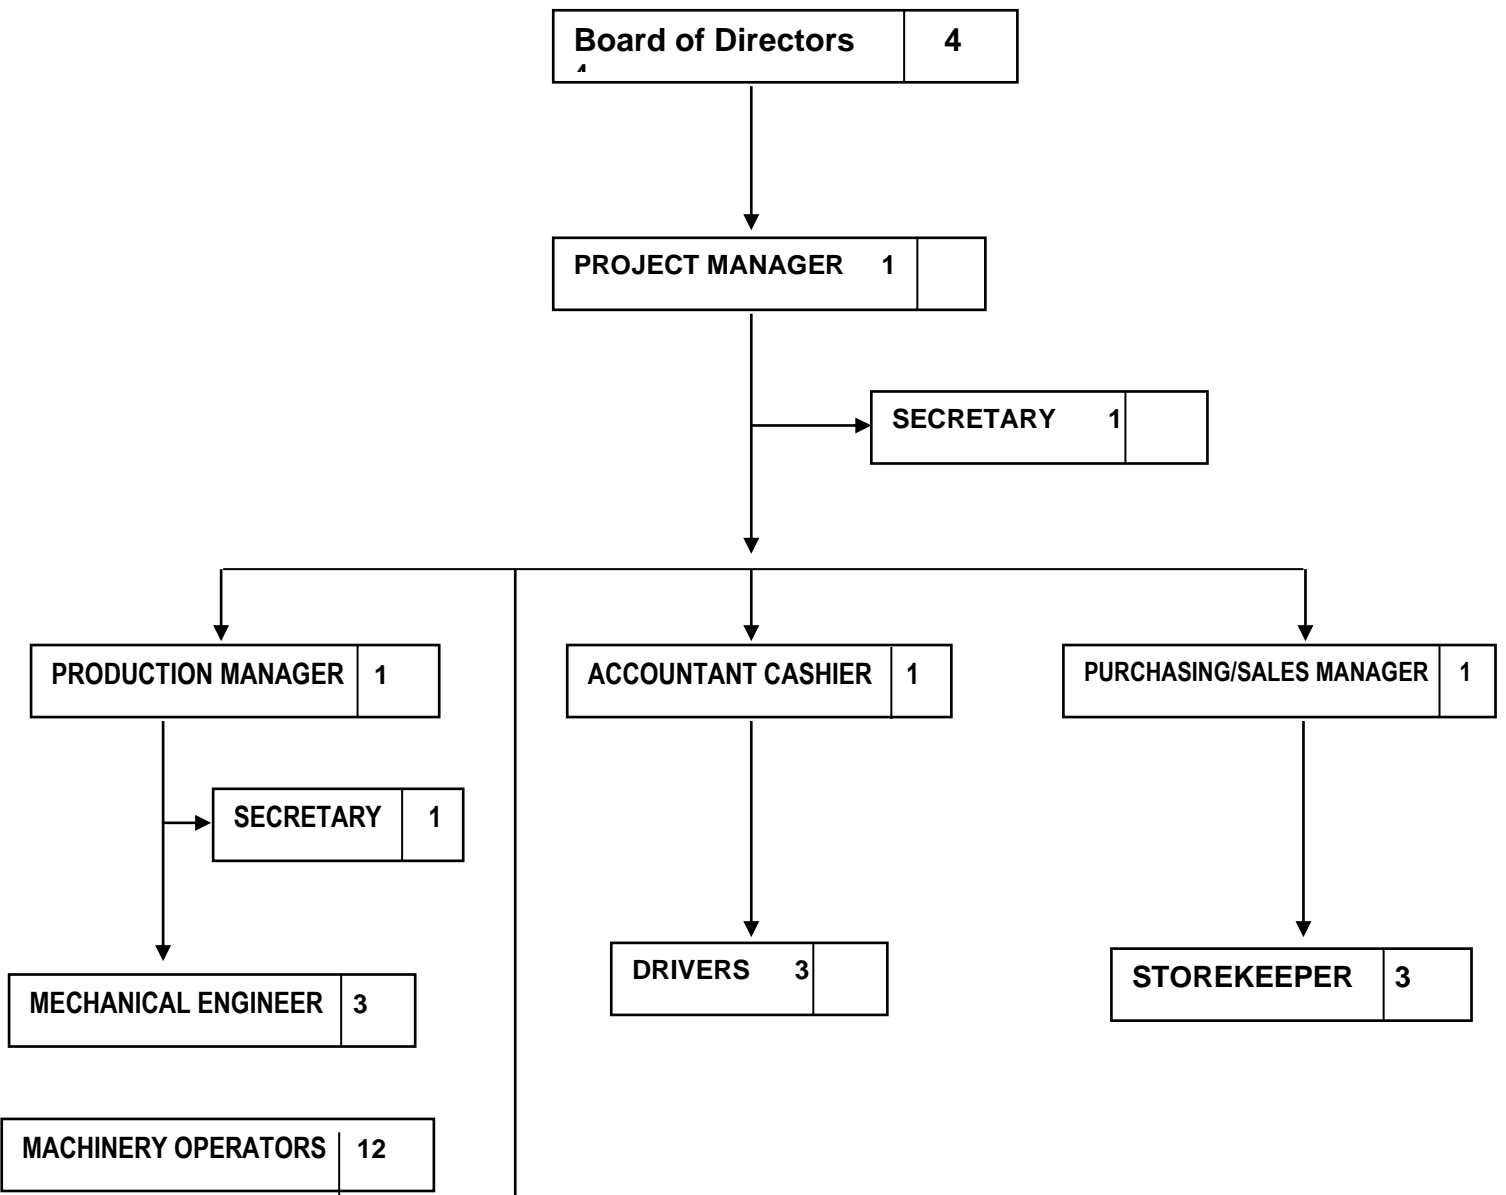 Board of Directors 4
PROJECT MANAGER 1
SECRETARY 1
PRODUCTION MANAGER 1
ACCOUNTANT CASHIER 1
PURCHASING/SALES MANAGER 1
SECRETARY 1
DRIVERS 3
STOREKEEPER 3
MECHANICAL ENGINEER 3
MACHINERY OPERATORS 12